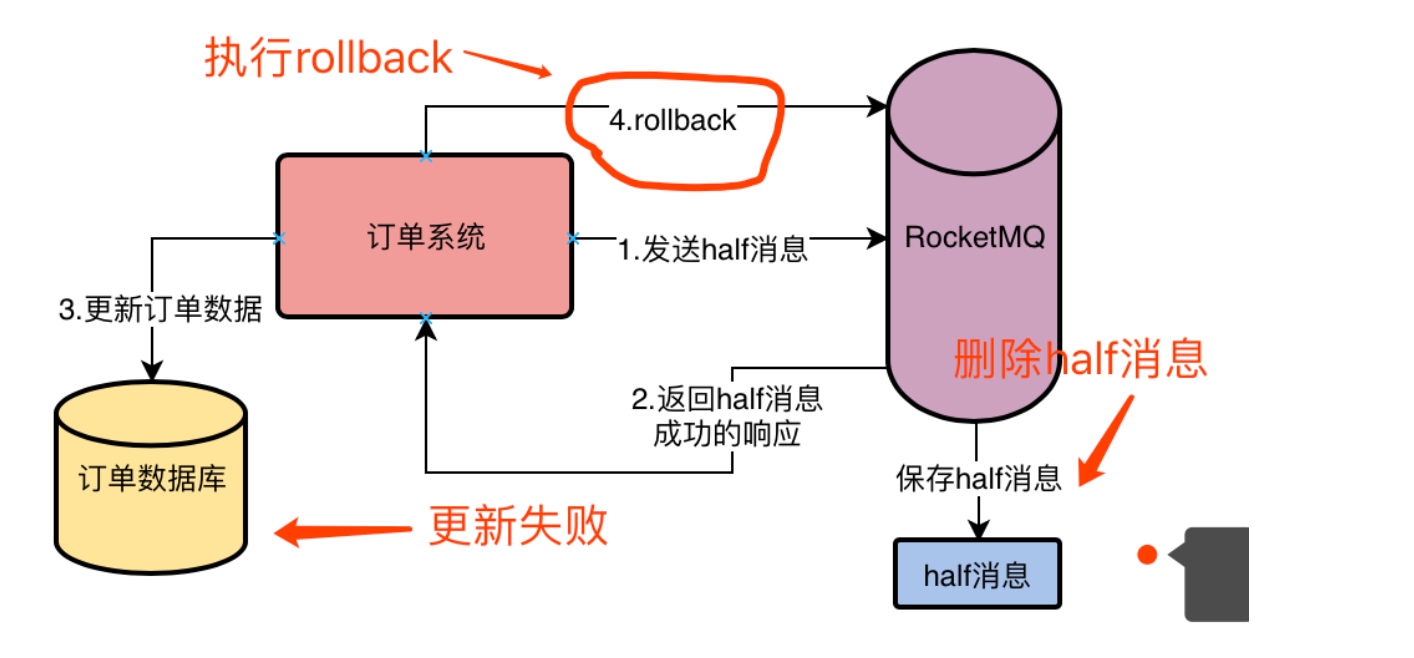 执行rollback
4.rollback
订单系统
1.发送half消息
RocketMQ
3.更新订单数据
删除half消息
2.返回half消息
成功的响应
订单数据库
保存half消息
更新失败
half消息